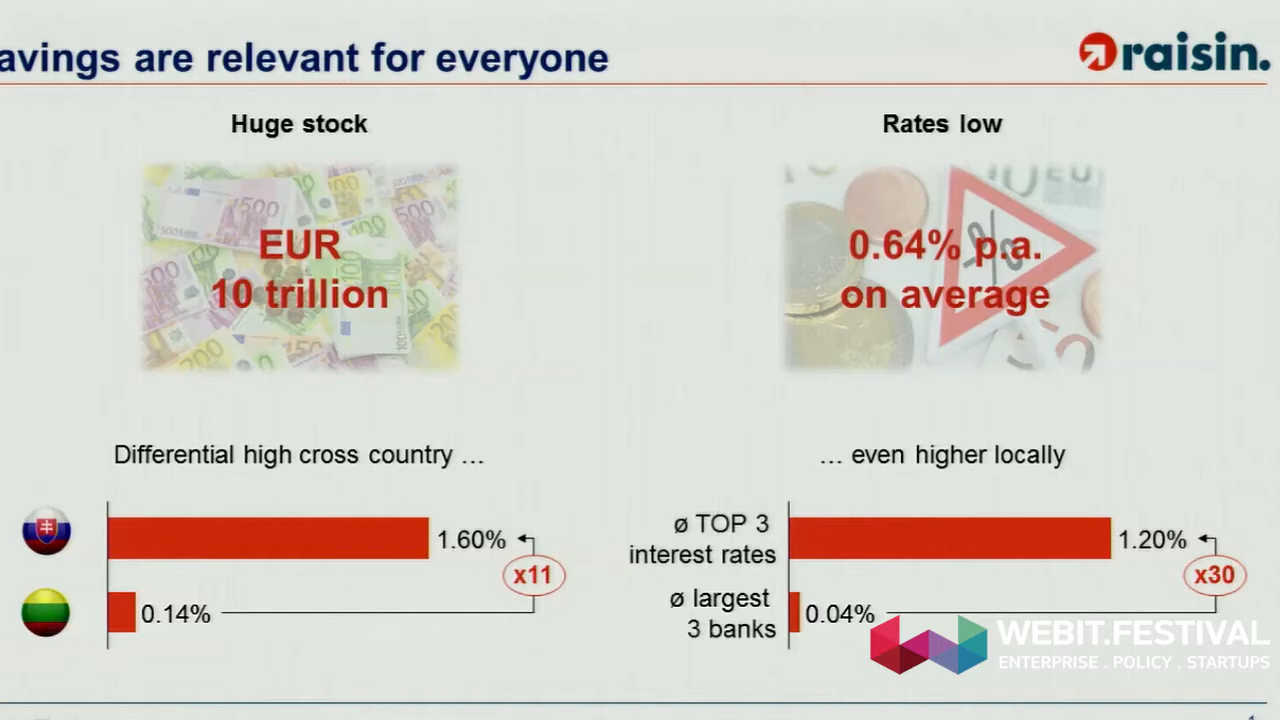 avings are relevant for everyone
raisin.
Huge stock
Rates low
EUR
10 trillion
0.64% p.a.
on average
Differential high cross country …
… even higher locally
1.60%
x11
0.14%
ø TOP 3
interest rates
1.20%
x30
ø largest
3 banks
0.04%
WEBIT.FESTIVAL
ENTERPRISE . POLICY . STARTUPS